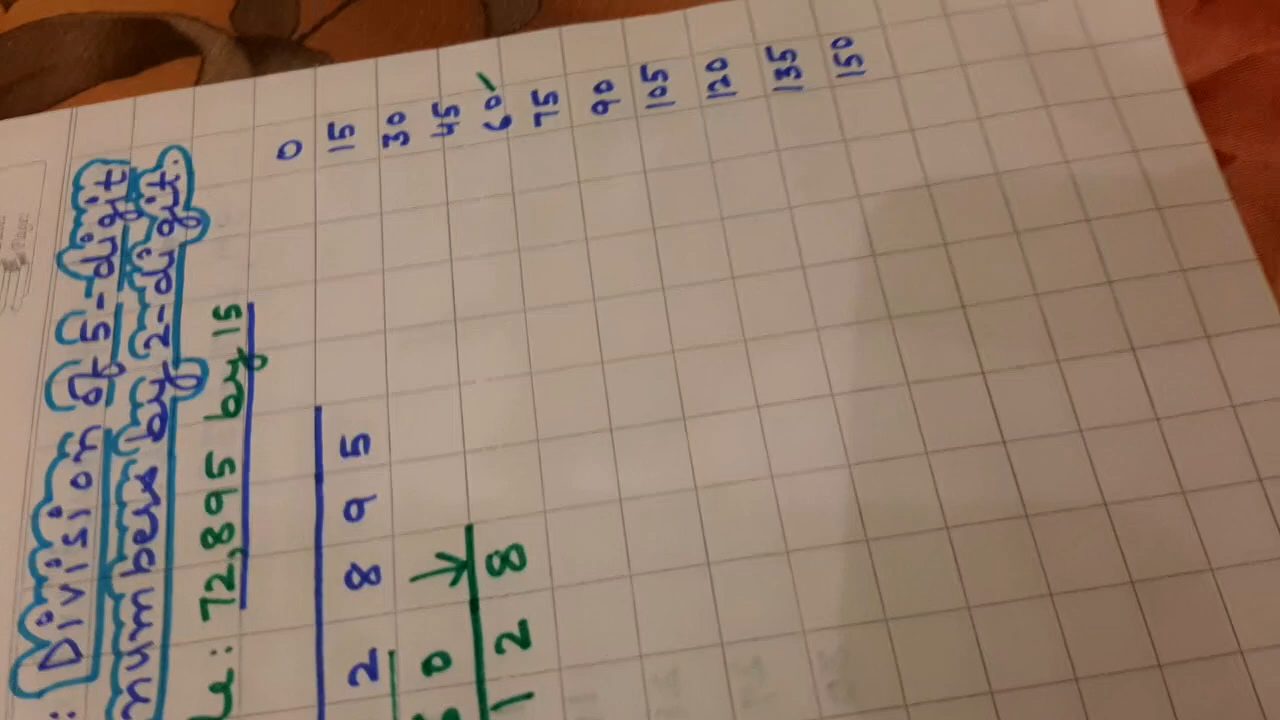 : Division of 5-digit
numbers by 2-digit.
le: 72,895 by 15
0
2 8 9 5
15
30
0
45
1 2 8
60✓
75
90
105
120
135
150